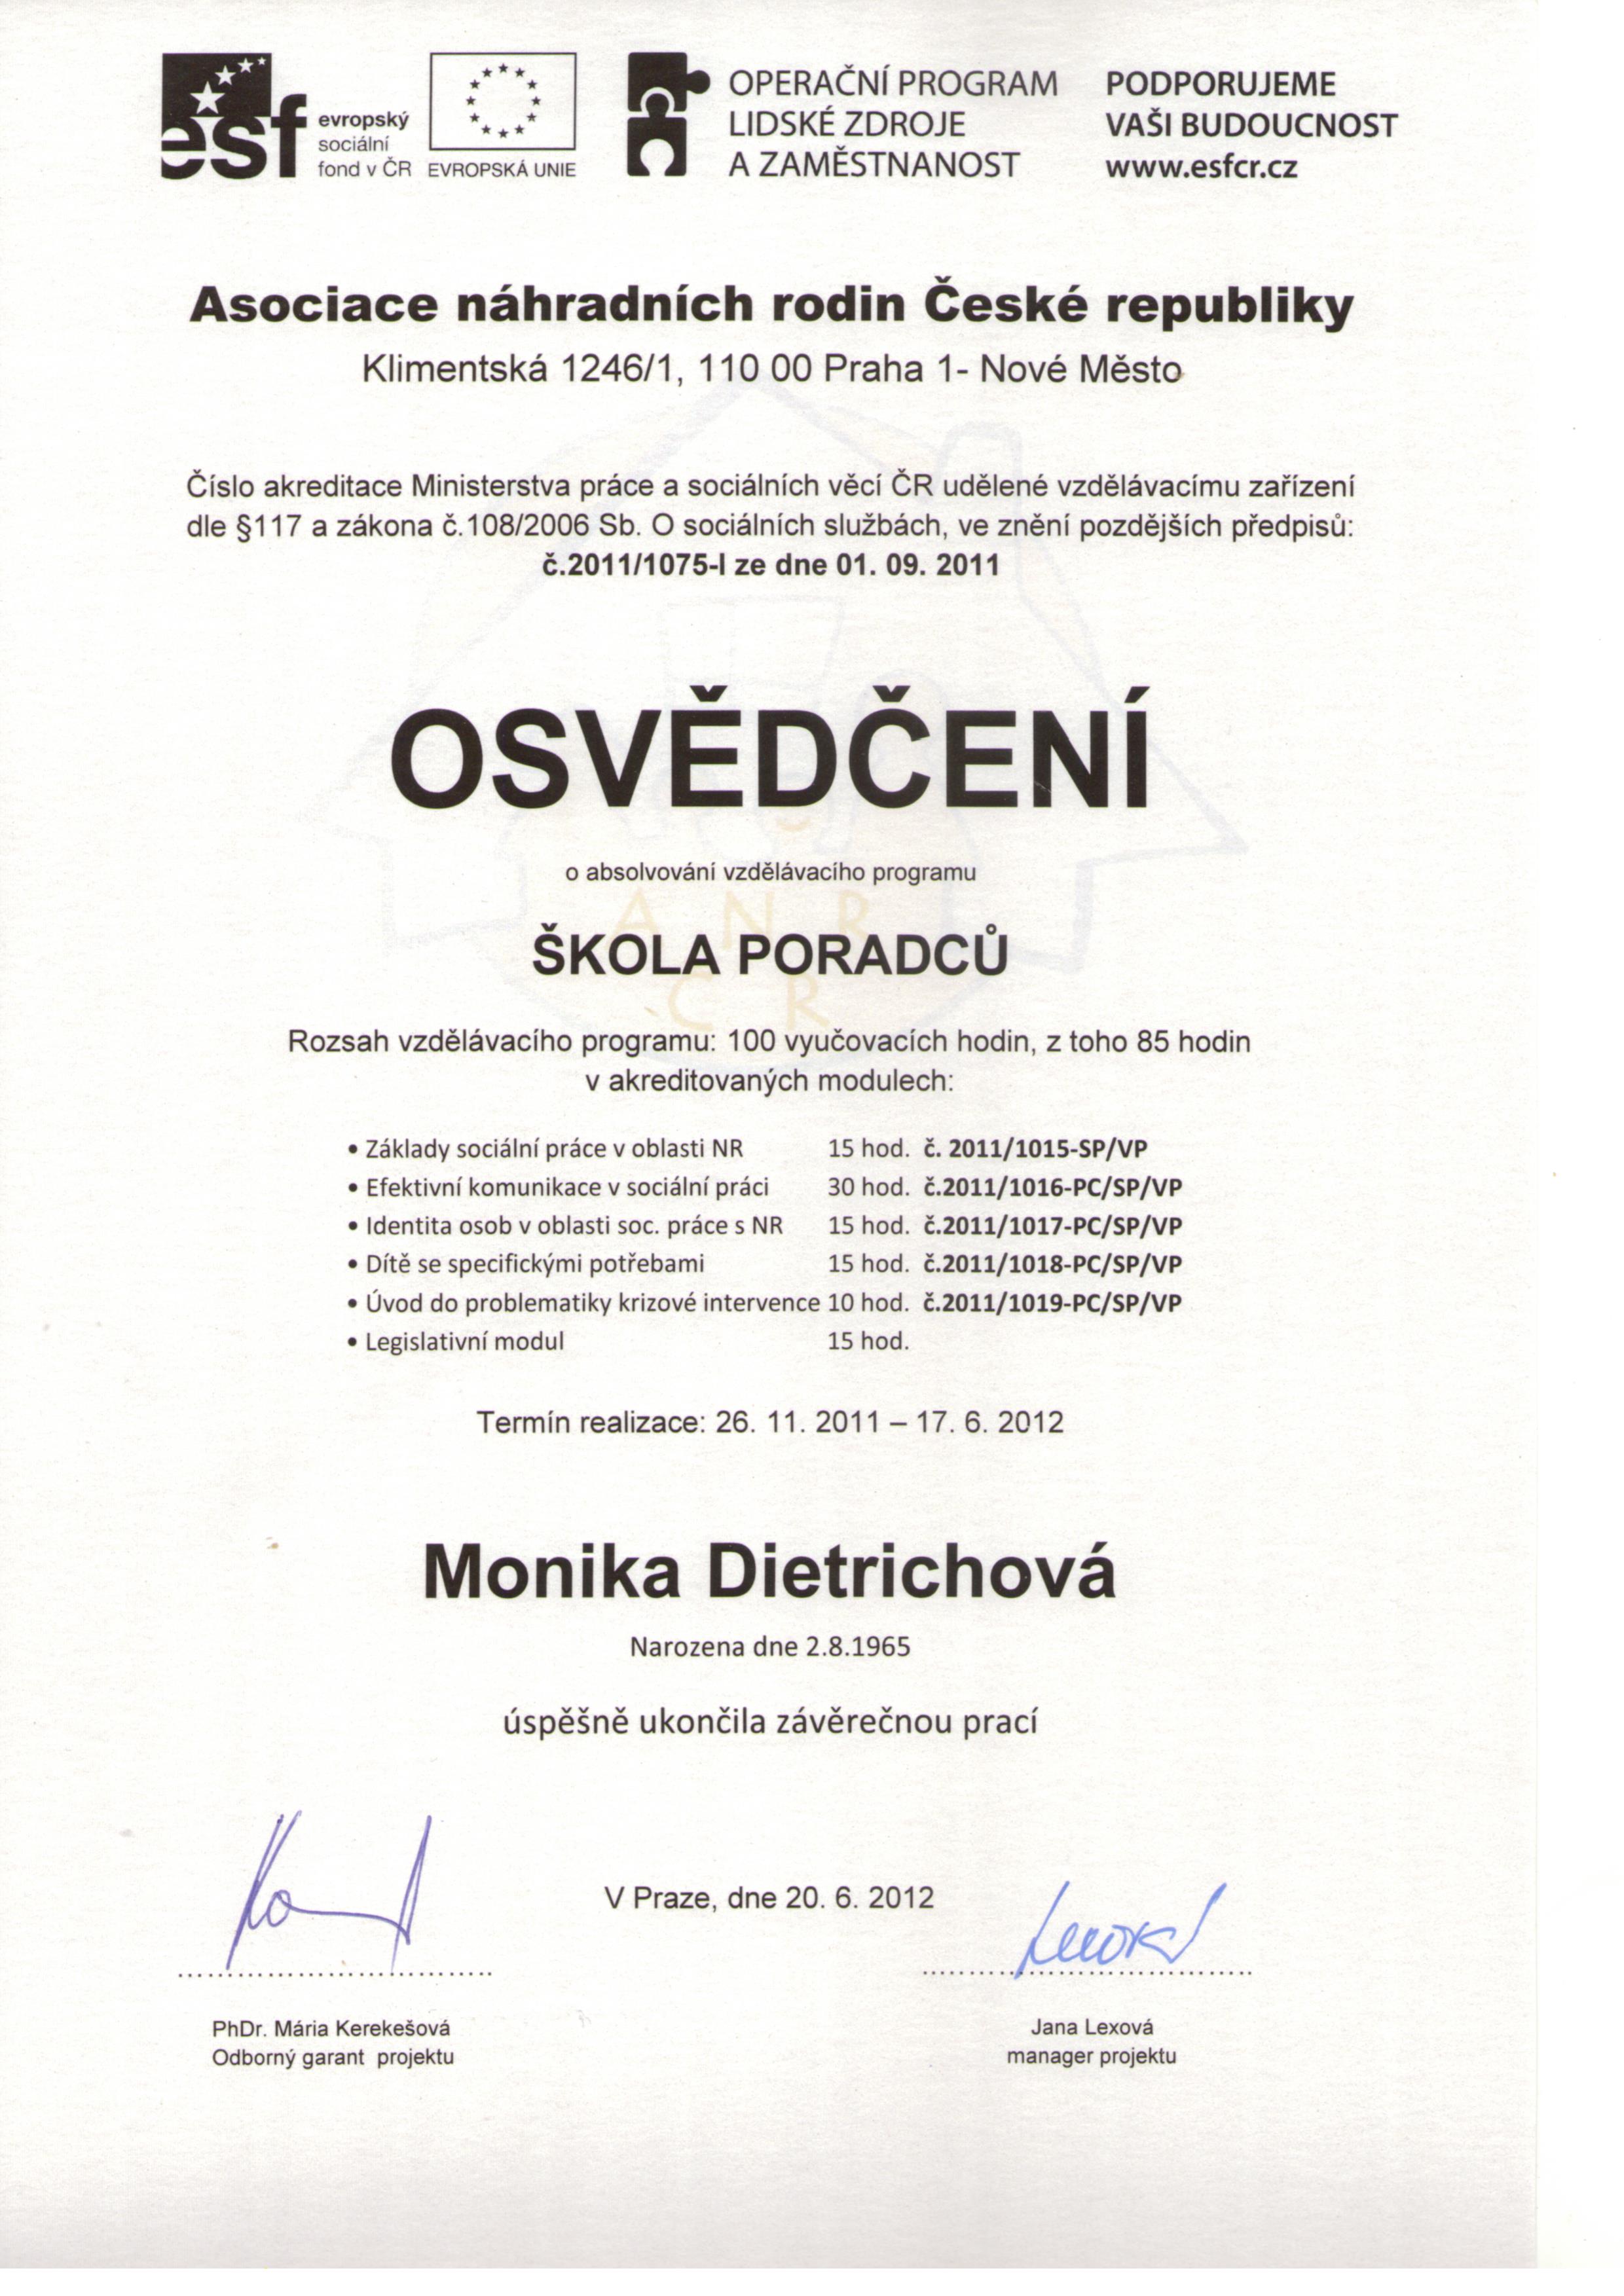 esf
evropský
sociální
fond v ČR
EVROPSKÁ UNIE
OPERAČNÍ PROGRAM
LIDSKÉ ZDROJE
A ZAMĚSTNANOST
PODPORUJEME
VAŠI BUDOUCNOST
www.esfcr.cz
Asociace náhradních rodin České republiky
Klimentská 1246/1, 110 00 Praha 1- Nové Město
Číslo akreditace Ministerstva práce a sociálních věcí ČR udělené vzdělávacímu zařízení
dle §117 a zákona č.108/2006 Sb. O sociálních službách, ve znění pozdějších předpisů:
č.2011/1075-I ze dne 01. 09. 2011
OSVĚDČENÍ
o absolvování vzdělávacího programu
A N R
ŠKOLA PORADCŮ
Č R
Rozsah vzdělávacího programu: 100 vyučovacích hodin, z toho 85 hodin
v akreditovaných modulech:
• Základy sociální práce v oblasti NR 15 hod. č. 2011/1015-SP/VP
• Efektivní komunikace v sociální práci 30 hod. č.2011/1016-PC/SP/VP
• Identita osob v oblasti soc. práce s NR 15 hod. č.2011/1017-PC/SP/VP
• Dítě se specifickými potřebami 15 hod. č.2011/1018-PC/SP/VP
• Úvod do problematiky krizové intervence 10 hod. č.2011/1019-PC/SP/VP
• Legislativní modul 15 hod.
Termín realizace: 26. 11. 2011 – 17. 6. 2012
Monika Dietrichová
Narozena dne 2.8.1965
úspěšně ukončila závěrečnou prací
V Praze, dne 20. 6. 2012
PhDr. Mária Kerekešová
Odborný garant projektu
Jana Lexová
manager projektu